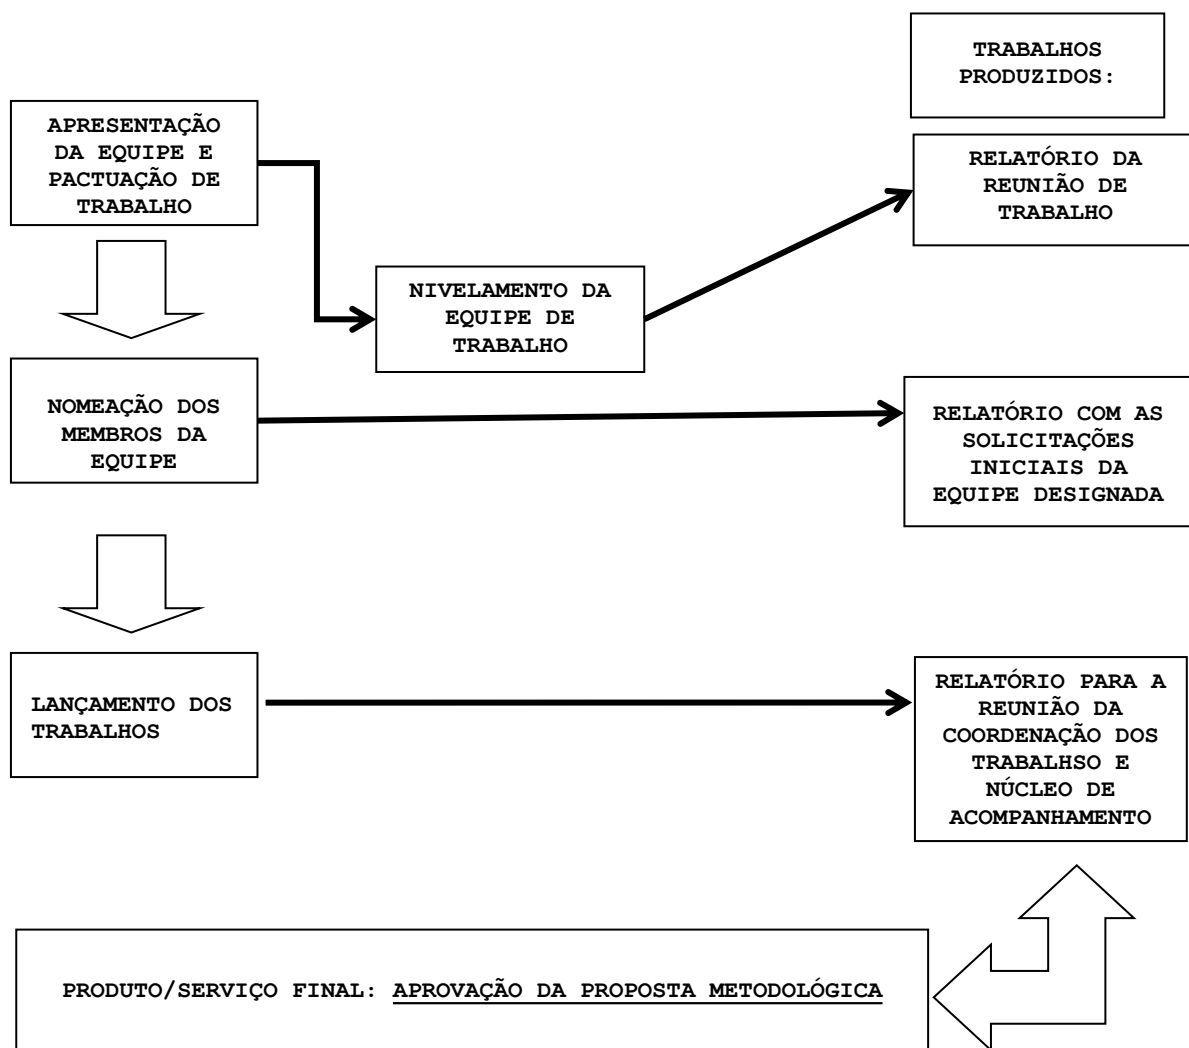 TRABALHOS
PRODUZIDOS:
APRESENTAÇÃO
DA EQUIPE E
PACTUAÇÃO DE
TRABALHO
RELATÓRIO DA
REUNIÃO DE
TRABALHO
NIVELAMENTO DA
EQUIPE DE
TRABALHO
NOMEAÇÃO DOS
MEMBROS DA
EQUIPE
RELATÓRIO COM AS
SOLICITAÇÕES
INICIAIS DA
EQUIPE DESIGNADA
LANÇAMENTO DOS
TRABALHOS
RELATÓRIO PARA A
REUNIÃO DA
COORDENAÇÃO DOS
TRABALHSO E
NÚCLEO DE
ACOMPANHAMENTO
PRODUTO/SERVIÇO FINAL: APROVAÇÃO DA PROPOSTA METODOLÓGICA